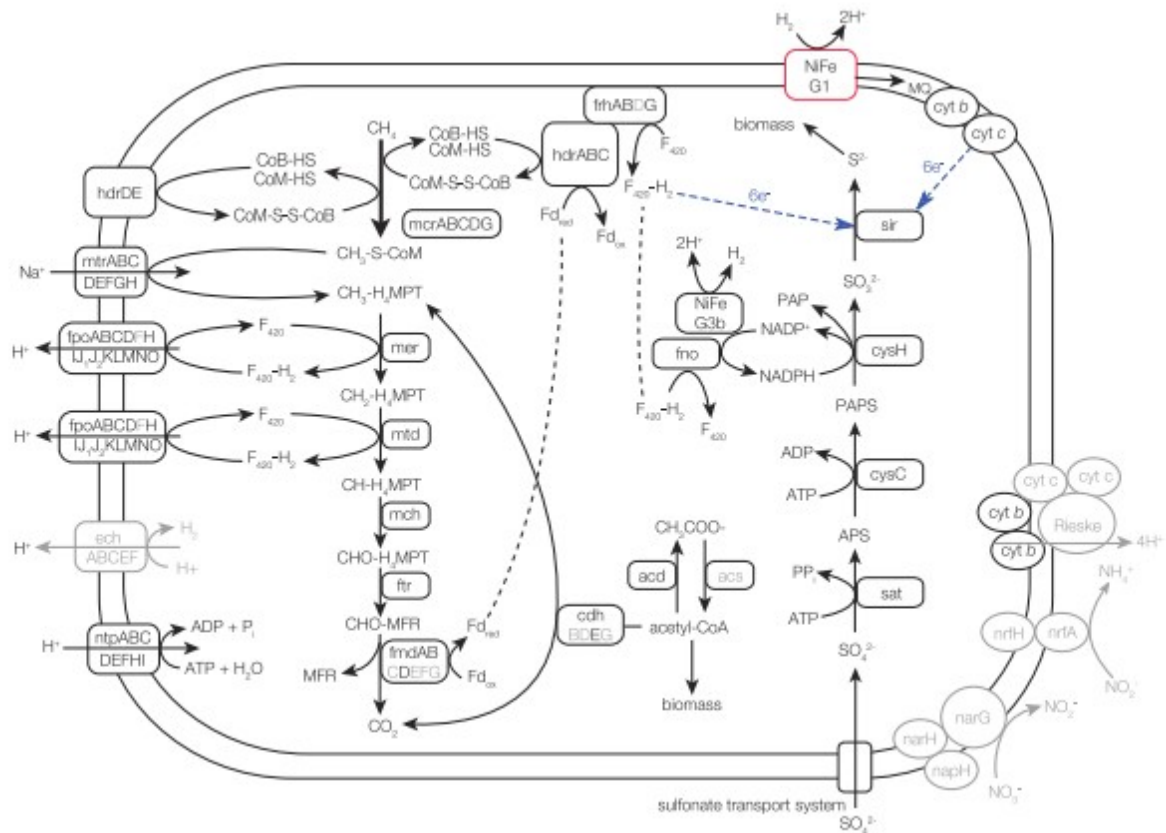 H₂
2H⁺
NiFe
G1
MQ
cyt b
cyt c
frhABDG
F₄₂₀
hdrABC
CH₄
CoB-HS
CoM-HS
CoM-S-S-CoB
CoB-HS
CoM-HS
CoM-S-S-CoB
hdrDE
mcrABCDG
Fd_red
Fd_ox
F₄₂₀-H₂
6e⁻
6e⁻
biomass
S²⁻
sir
SO₃²⁻
Na⁺
mtrABC
DEFGH
CH₃-S-CoM
CH₃-H₄MPT
2H⁺
H₂
NiFe
G3b
fno
NADP⁺
NADPH
F₄₂₀-H₂
F₄₂₀
PAP
cysH
PAPS
H⁺
fpoABCDFH
IJ₁J₂KLMNO
F₄₂₀
F₄₂₀-H₂
mer
CH₂-H₄MPT
H⁺
fpoABCDFH
IJ₁J₂KLMNO
F₄₂₀
F₄₂₀-H₂
mtd
CH-H₄MPT
mch
CHO-H₄MPT
ftr
CHO-MFR
ADP
ATP
cysC
APS
PPᵢ
ATP
sat
SO₄²⁻
H⁺
ech
ABCEF
H₂
H+
H⁺
ntpABC
DEFHI
ADP + Pᵢ
ATP + H₂O
MFR
fmdAB
CDEFG
Fd_red
Fd_ox
CO₂
CH₃COO-
acd
acs
cdh
BDEG
acetyl-CoA
biomass
cyt c
cyt c
cyt b
cyt b
Rieske
4H⁺
NH₄⁺
nrfH
nrfA
NO₂⁻
narG
narH
napH
NO₂⁻
NO₃⁻
sulfonate transport system
SO₄²⁻